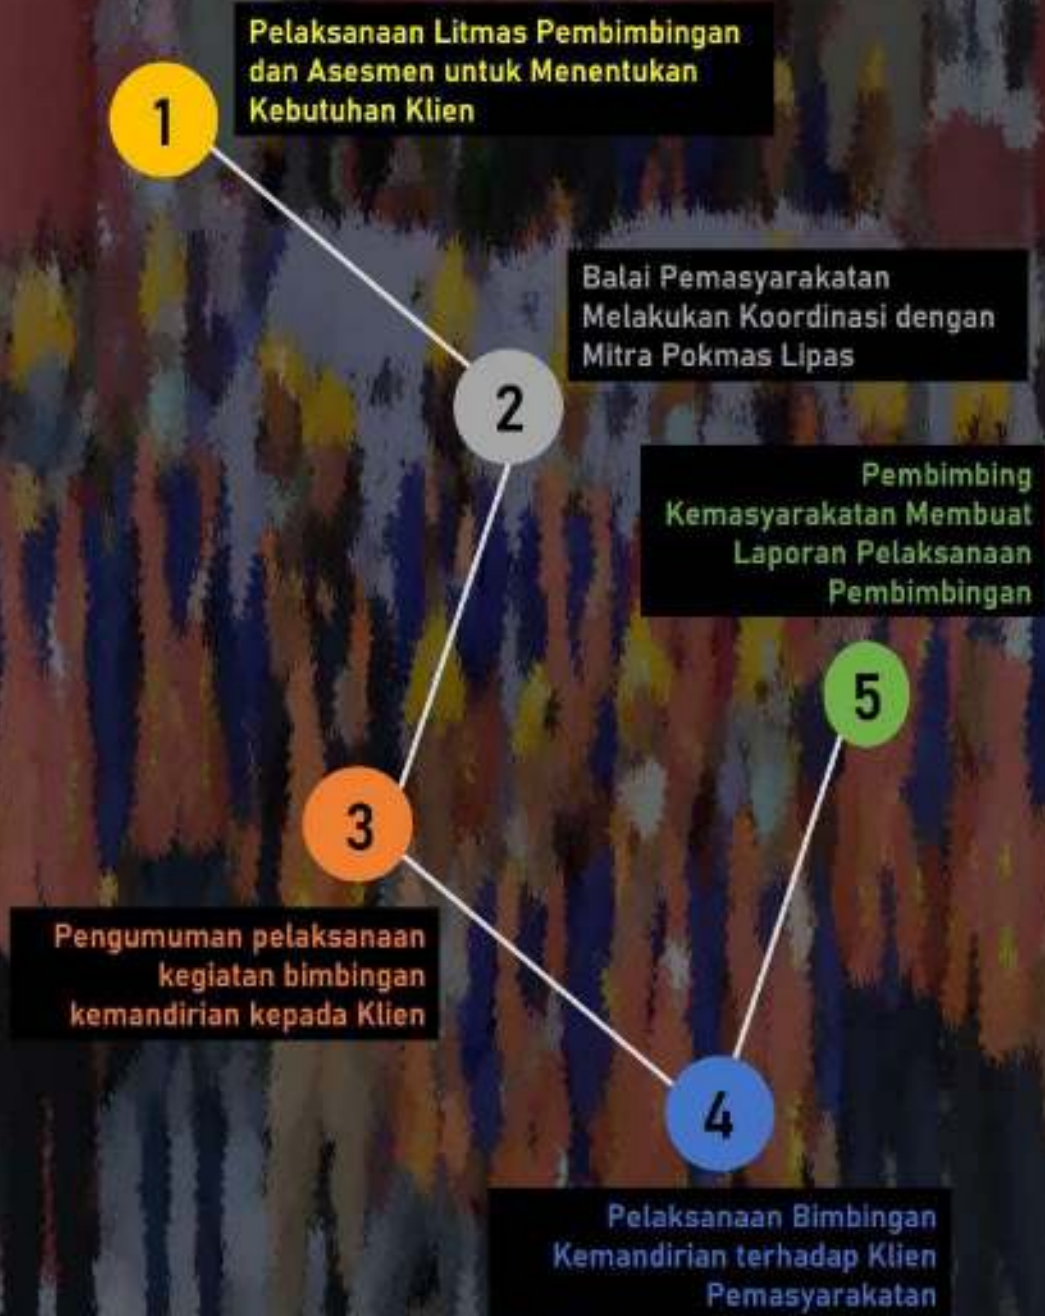 1
Pelaksanaan Litmas Pembimbingan
dan Asesmen untuk Menentukan
Kebutuhan Klien
2
Balai Pemasyarakatan
Melakukan Koordinasi dengan
Mitra Pokmas Lipas
3
Pengumuman pelaksanaan
kegiatan bimbingan
kemandirian kepada Klien
4
Pelaksanaan Bimbingan
Kemandirian terhadap Klien
Pemasyarakatan
5
Pembimbing
Kemasyarakatan Membuat
Laporan Pelaksanaan
Pembimbingan